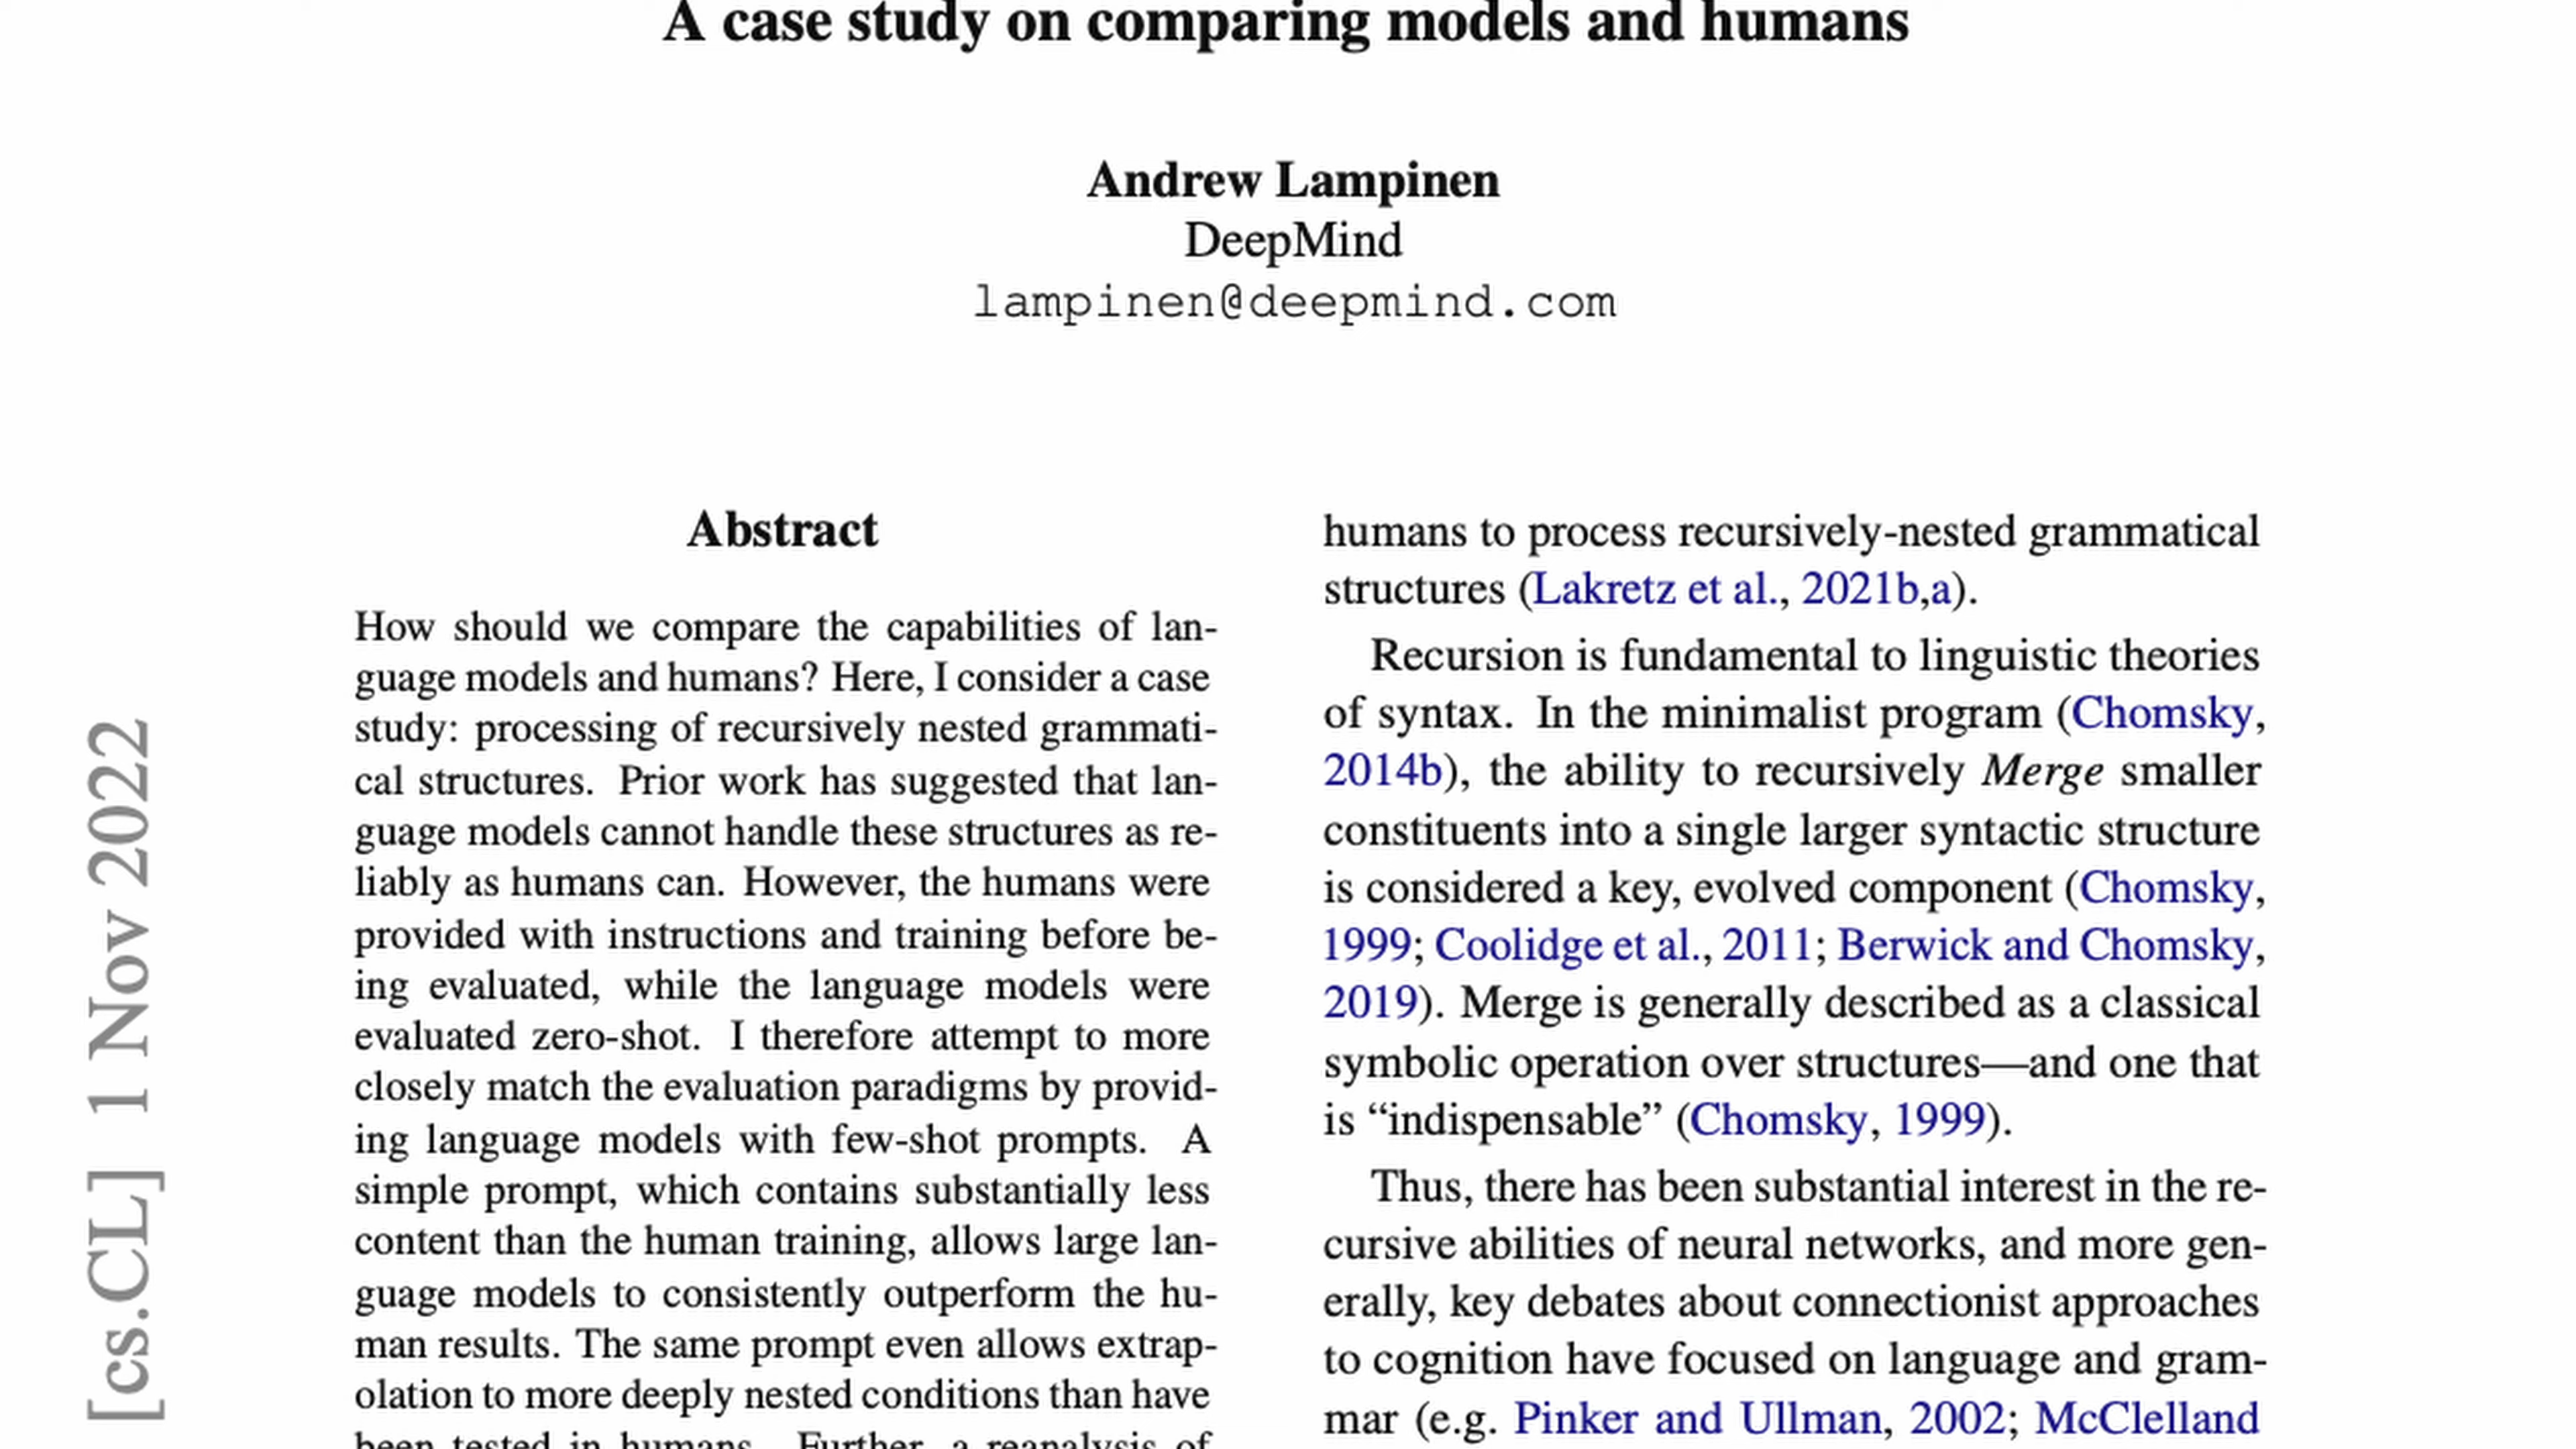 A case study on comparing models and humans
Andrew Lampinen
DeepMind
lampinen@deepmind.com
[cs.CL] 1 Nov 2022
Abstract
How should we compare the capabilities of lan-
guage models and humans? Here, I consider a case
study: processing of recursively nested grammati-
cal structures. Prior work has suggested that lan-
guage models cannot handle these structures as re-
liably as humans can. However, the humans were
provided with instructions and training before be-
ing evaluated, while the language models were
evaluated zero-shot. I therefore attempt to more
closely match the evaluation paradigms by provid-
ing language models with few-shot prompts. A
simple prompt, which contains substantially less
content than the human training, allows large lan-
guage models to consistently outperform the hu-
man results. The same prompt even allows extrap-
olation to more deeply nested conditions than have
been tested in humans. Further, a reanalysis of
humans to process recursively-nested grammatical
structures (Lakretz et al., 2021b,a).
Recursion is fundamental to linguistic theories
of syntax. In the minimalist program (Chomsky,
2014b), the ability to recursively Merge smaller
constituents into a single larger syntactic structure
is considered a key, evolved component (Chomsky,
1999; Coolidge et al., 2011; Berwick and Chomsky,
2019). Merge is generally described as a classical
symbolic operation over structures—and one that
is “indispensable” (Chomsky, 1999).
Thus, there has been substantial interest in the re-
cursive abilities of neural networks, and more gen-
erally, key debates about connectionist approaches
to cognition have focused on language and gram-
mar (e.g. Pinker and Ullman, 2002; McClelland